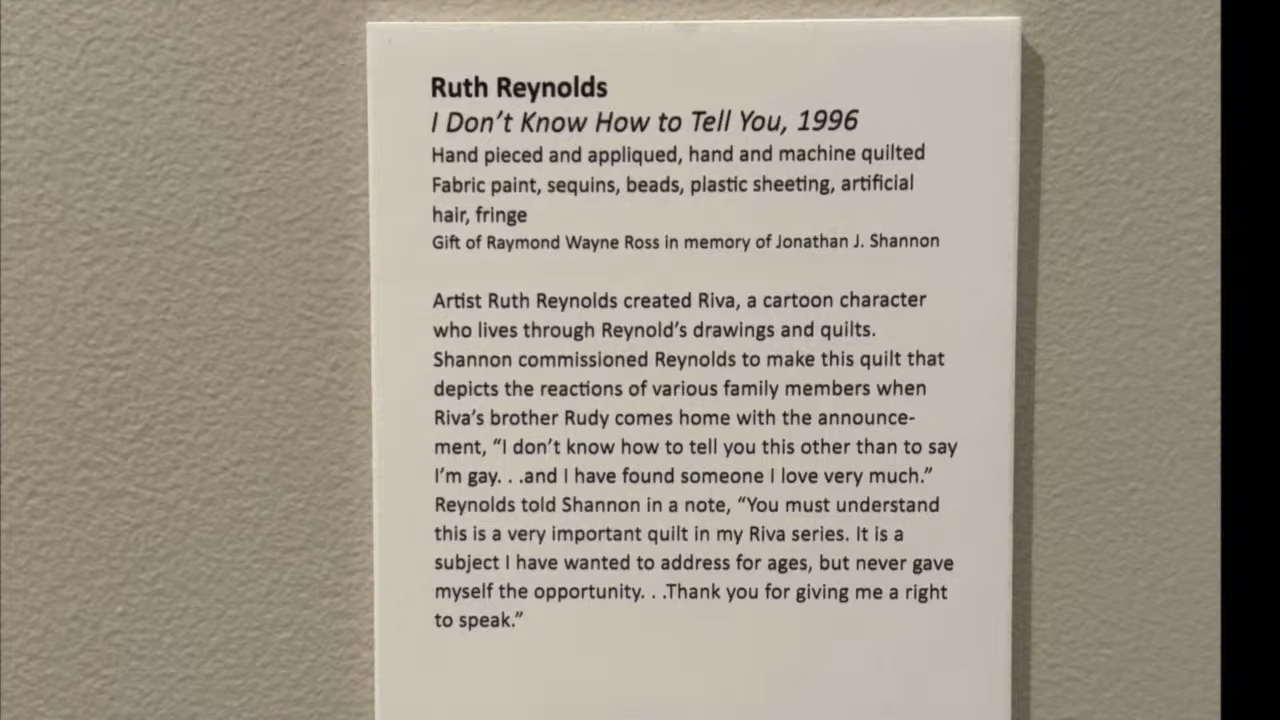 Ruth Reynolds
I Don’t Know How to Tell You, 1996
Hand pieced and appliqued, hand and machine quilted
Fabric paint, sequins, beads, plastic sheeting, artificial
hair, fringe
Gift of Raymond Wayne Ross in memory of Jonathan J. Shannon
Artist Ruth Reynolds created Riva, a cartoon character
who lives through Reynold’s drawings and quilts.
Shannon commissioned Reynolds to make this quilt that
depicts the reactions of various family members when
Riva’s brother Rudy comes home with the announce-
ment, “I don’t know how to tell you this other than to say
I’m gay. . .and I have found someone I love very much.”
Reynolds told Shannon in a note, “You must understand
this is a very important quilt in my Riva series. It is a
subject I have wanted to address for ages, but never gave
myself the opportunity. . .Thank you for giving me a right
to speak.”